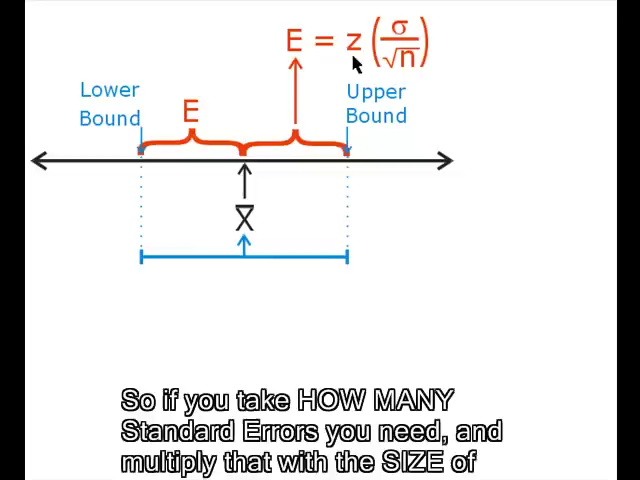 E = z (σ/√n)
Lower
Bound
E
Upper
Bound
X̅
So if you take HOW MANY
Standard Errors you need, and
multiply that with the SIZE of